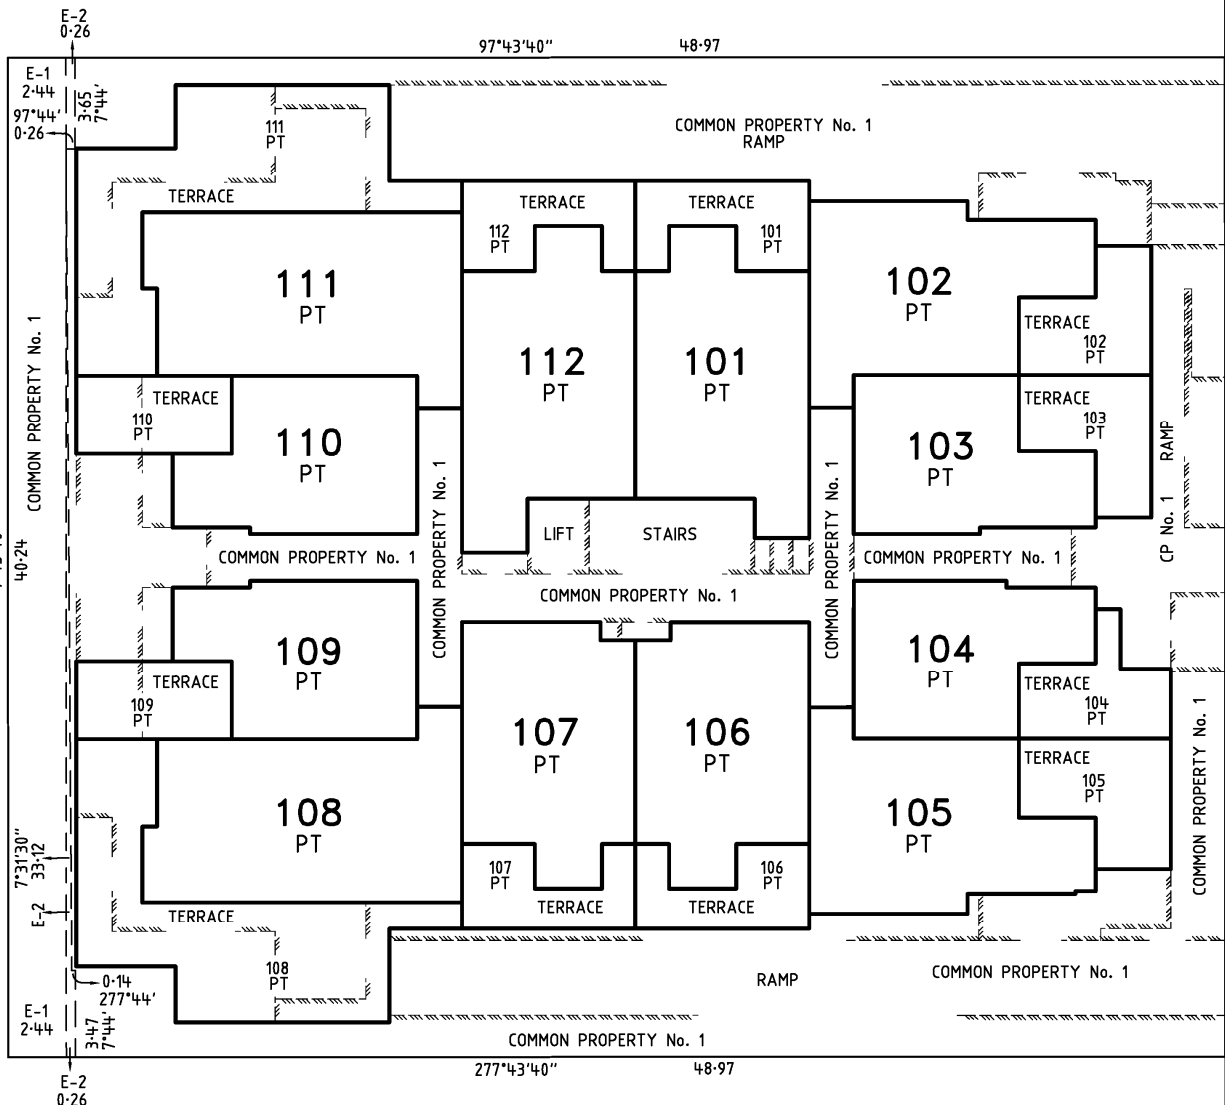 E-2
0·26
97°43'40"
48·97
E-1
2·44
3·65
7°44'
97°44'
0·26
111
PT
COMMON PROPERTY No. 1
RAMP
TERRACE
TERRACE
TERRACE
112
PT
101
PT
111
PT
102
PT
TERRACE
102
PT
COMMON PROPERTY No. 1
112
PT
101
PT
TERRACE
110
PT
110
PT
TERRACE
103
PT
103
PT
RAMP
CP No. 1
COMMON PROPERTY No. 1
COMMON PROPERTY No. 1
LIFT
STAIRS
40·24
COMMON PROPERTY No. 1
COMMON PROPERTY No. 1
COMMON PROPERTY No. 1
109
PT
104
PT
TERRACE
109
PT
TERRACE
104
PT
107
PT
106
PT
COMMON PROPERTY No. 1
TERRACE
105
PT
108
PT
105
PT
7°31'30"
33·12
E-2
107
PT
106
PT
TERRACE
TERRACE
TERRACE
108
PT
0·14
277°44'
RAMP
COMMON PROPERTY No. 1
E-1
2·44
3·47
7°44'
COMMON PROPERTY No. 1
277°43'40"
48·97
E-2
0·26